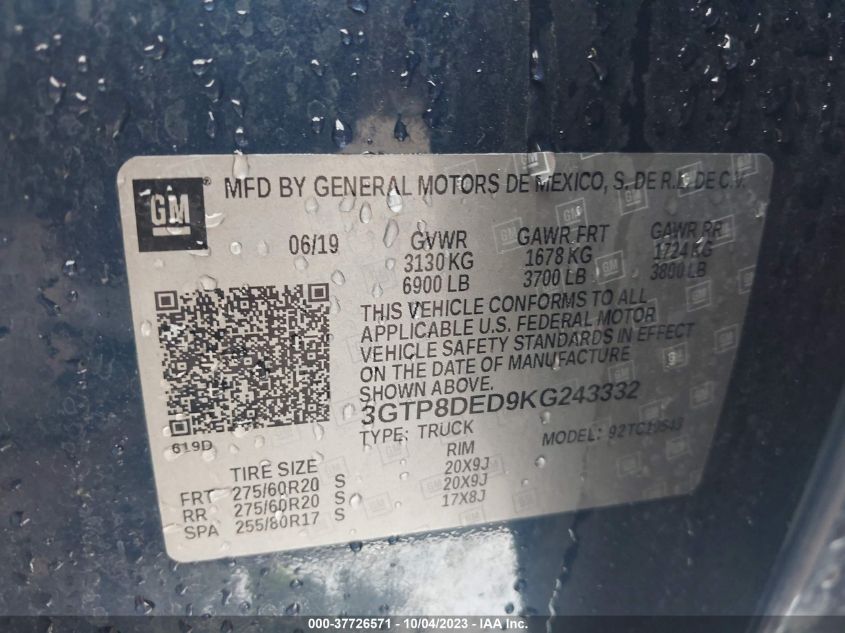 GM
MFD BY GENERAL MOTORS DE MEXICO, S. DE R.L. DE C.V.
06/19 GVWR GAWR FRT GAWR RR
3130 KG 1678 KG 1724 KG
6900 LB 3700 LB 3800 LB
THIS VEHICLE CONFORMS TO ALL
APPLICABLE U.S. FEDERAL MOTOR
VEHICLE SAFETY STANDARDS IN EFFECT
ON THE DATE OF MANUFACTURE
SHOWN ABOVE.
3GTP8DED9KG243332
619D
TYPE: TRUCK MODEL: 92TC10543
TIRE SIZE RIM
FRT 275/60R20 S 20X9J
RR 275/60R20 S 20X9J
SPA 255/80R17 S 17X8J
000-37726571 - 10/04/2023 - IAA Inc.